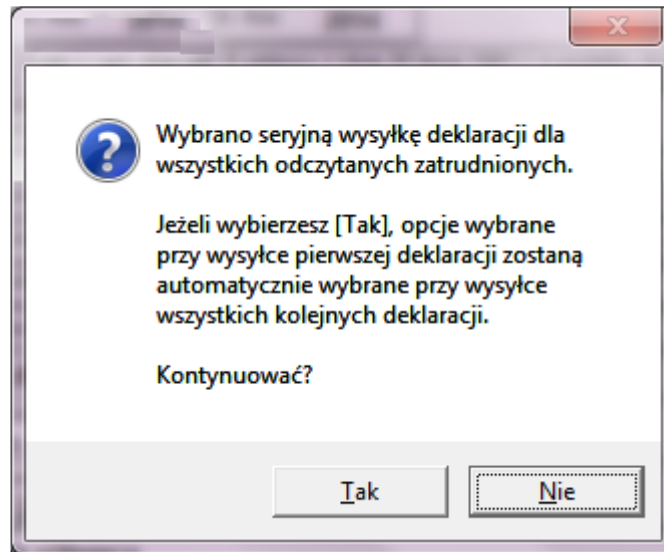 Wybrano seryjną wysyłkę deklaracji dla
wszystkich odczytanych zatrudnionych.
Jeżeli wybierzesz [Tak], opcje wybrane
przy wysyłce pierwszej deklaracji zostaną
automatycznie wybrane przy wysyłce
wszystkich kolejnych deklaracji.
Kontynuować?
Tak
Nie